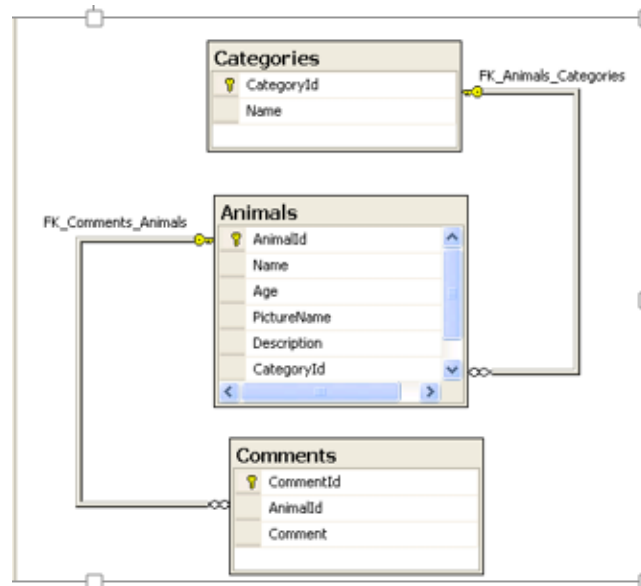 Categories
CategoryId
Name
FK_Animals_Categories
FK_Comments_Animals
Animals
AnimalId
Name
Age
PictureName
Description
CategoryId
Comments
CommentId
AnimalId
Comment